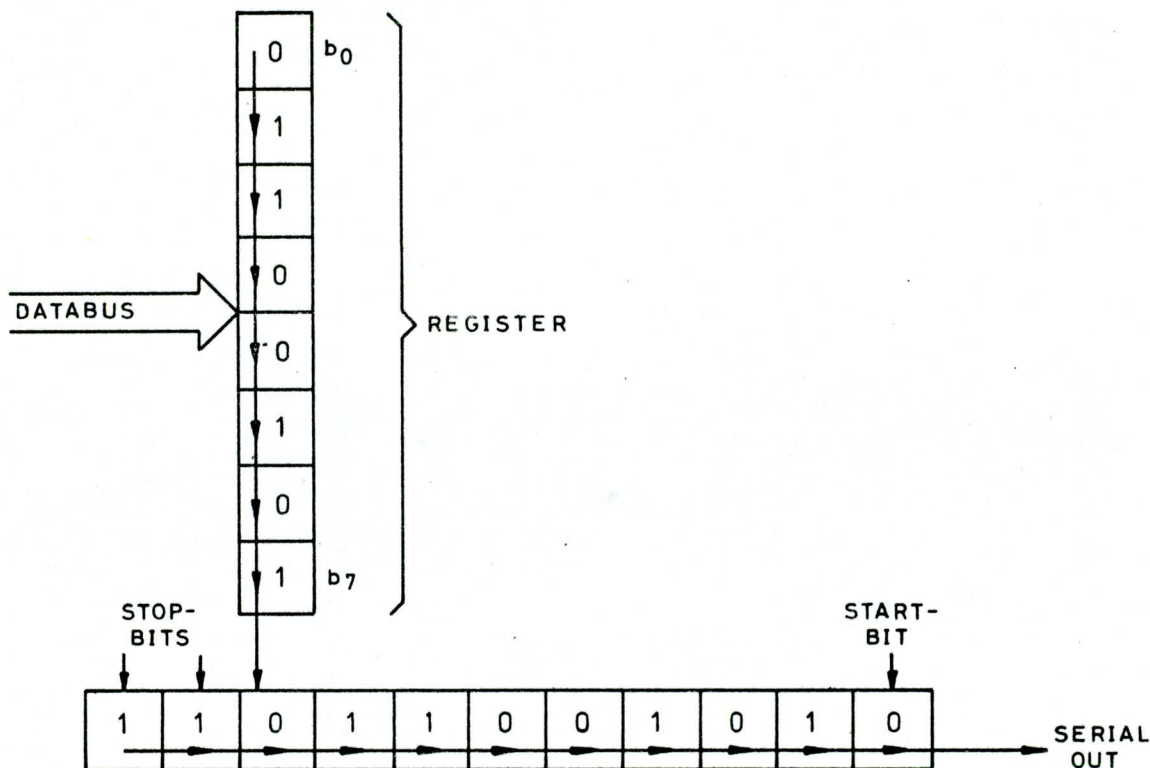 0 b0
1
1
0
DATABUS
REGISTER
0
1
0
1 b7
STOP-
BITS
START-
BIT
1 1 0 1 1 0 0 1 0 1 0
SERIAL
OUT